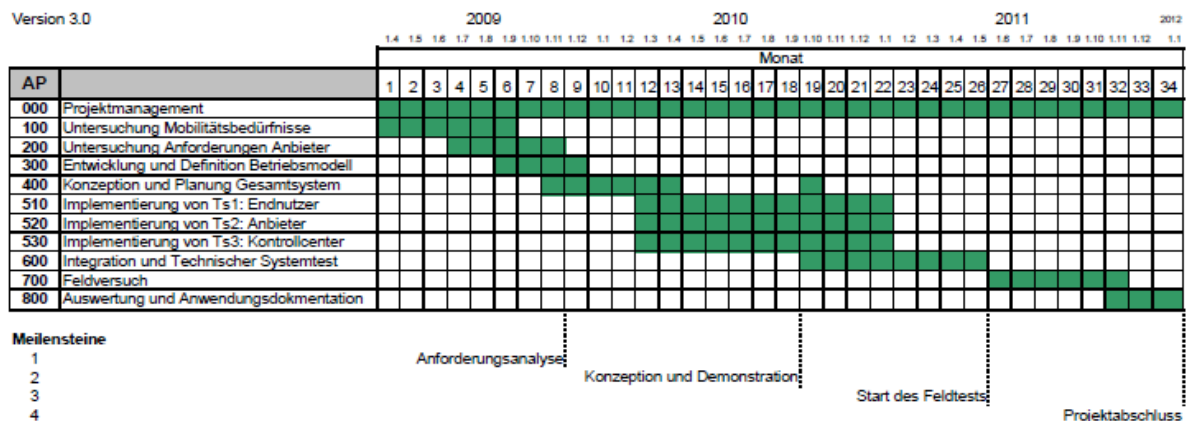 Version 3.0 2009 2010 2011 2012
1.4 1.5 1.6 1.7 1.8 1.9 1.10 1.11 1.12 1.1 1.2 1.3 1.4 1.5 1.6 1.7 1.8 1.9 1.10 1.11 1.12 1.1 1.2 1.3 1.4 1.5 1.6 1.7 1.8 1.9 1.10 1.11 1.12 1.1
Monat
AP 1 2 3 4 5 6 7 8 9 10 11 12 13 14 15 16 17 18 19 20 21 22 23 24 25 26 27 28 29 30 31 32 33 34
000 Projektmanagement
100 Untersuchung Mobilitätsbedürfnisse
200 Untersuchung Anforderungen Anbieter
300 Entwicklung und Definition Betriebsmodell
400 Konzeption und Planung Gesamtsystem
510 Implementierung von Ts1: Endnutzer
520 Implementierung von Ts2: Anbieter
530 Implementierung von Ts3: Kontrollcenter
600 Integration und Technischer Systemtest
700 Feldversuch
800 Auswertung und Anwendungsdokmentation
Meilensteine
1 Anforderungsanalyse
2 Konzeption und Demonstration
3 Start des Feldtests
4 Projektabschluss